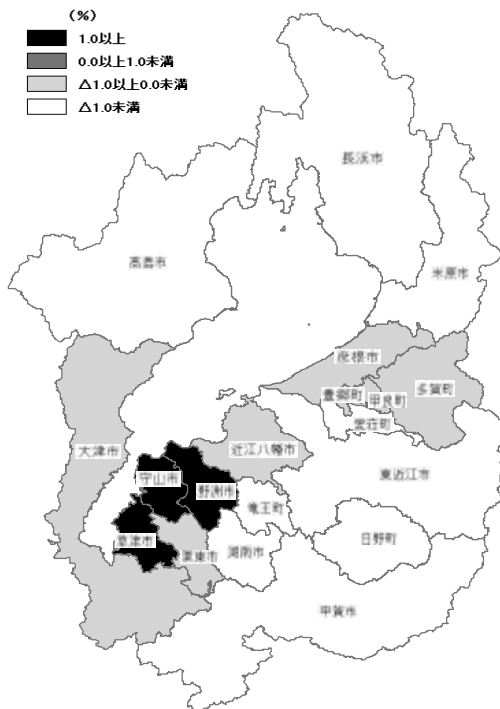 (%)
1.0以上
0.0以上1.0未満
Δ1.0以上0.0未満
Δ1.0未満
長浜市
高島市
米原市
彦根市
多賀町
豊郷町
甲良町
愛荘町
大津市
近江八幡市
東近江市
守山市
野洲市
竜王町
草津市
栗東市
湖南市
日野町
甲賀市